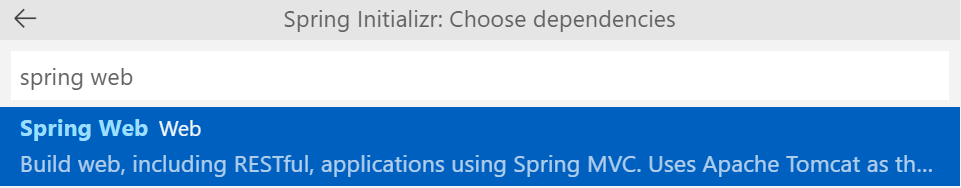 Spring Initializr: Choose dependencies
spring web
Spring Web Web
Build web, including RESTful, applications using Spring MVC. Uses Apache Tomcat as th...